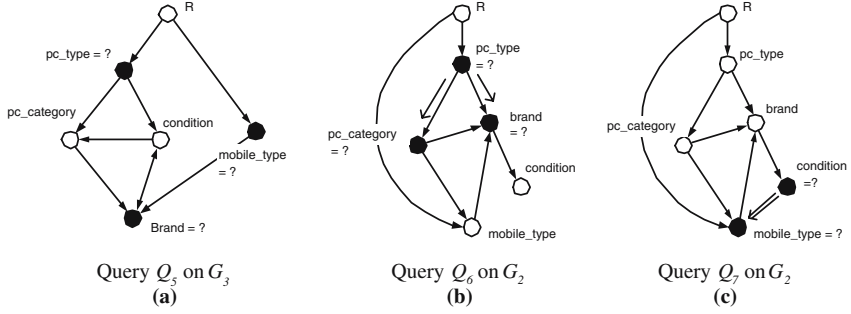 R
pc_type = ?
pc_category
condition
mobile_type
= ?
Brand = ?
Query Q5 on G3
(a)
R
pc_type
= ?
brand
= ?
pc_category
= ?
condition
mobile_type
Query Q6 on G2
(b)
R
pc_type
brand
pc_category
condition
=?
mobile_type = ?
Query Q7 on G2
(c)